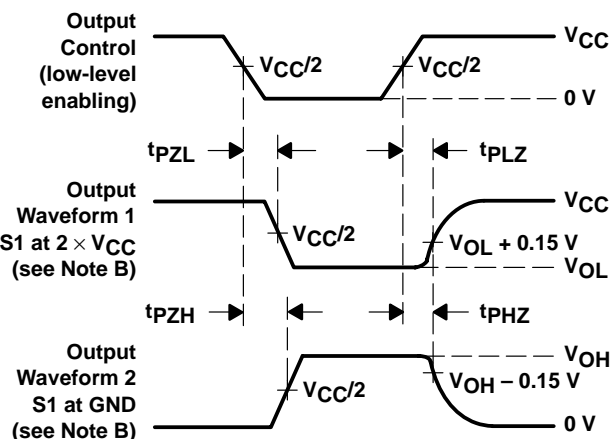 Output
Control
(low-level
enabling)
VCC/2
VCC/2
VCC
0 V
tPZL
tPLZ
Output
Waveform 1
S1 at 2 × VCC
(see Note B)
VCC/2
VCC
VOL + 0.15 V
VOL
tPZH
tPHZ
Output
Waveform 2
S1 at GND
(see Note B)
VCC/2
VOH
VOH – 0.15 V
0 V